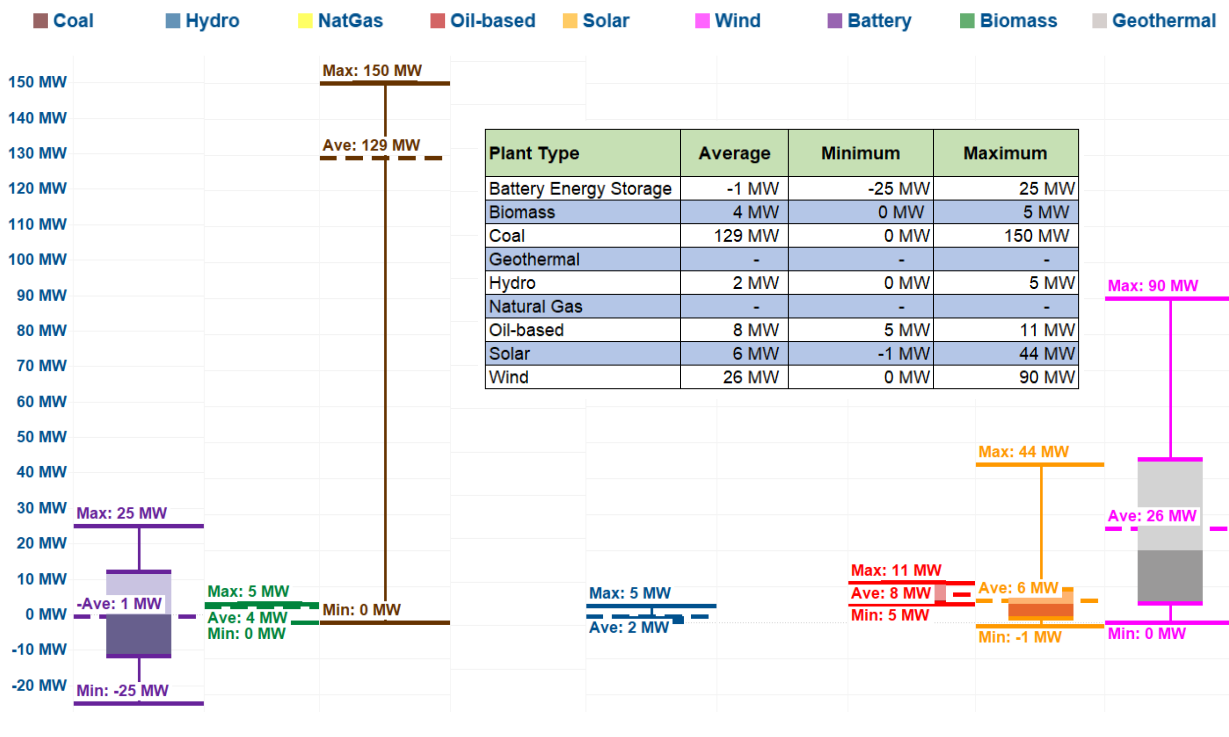 Coal Hydro NatGas Oil-based Solar Wind Battery Biomass Geothermal
150 MW
140 MW
130 MW
120 MW
110 MW
100 MW
90 MW
80 MW
70 MW
60 MW
50 MW
40 MW
30 MW
20 MW
10 MW
0 MW
-10 MW
-20 MW
Max: 25 MW
-Ave: 1 MW
Min: -25 MW
Max: 5 MW
Ave: 4 MW
Min: 0 MW
Max: 150 MW
Ave: 129 MW
Min: 0 MW
Plant Type Average Minimum Maximum
Battery Energy Storage -1 MW -25 MW 25 MW
Biomass 4 MW 0 MW 5 MW
Coal 129 MW 0 MW 150 MW
Geothermal - - -
Hydro 2 MW 0 MW 5 MW
Natural Gas - - -
Oil-based 8 MW 5 MW 11 MW
Solar 6 MW -1 MW 44 MW
Wind 26 MW 0 MW 90 MW
Max: 5 MW
Ave: 2 MW
Max: 11 MW
Ave: 8 MW
Min: 5 MW
Max: 44 MW
Ave: 6 MW
Min: -1 MW
Max: 90 MW
Ave: 26 MW
Min: 0 MW